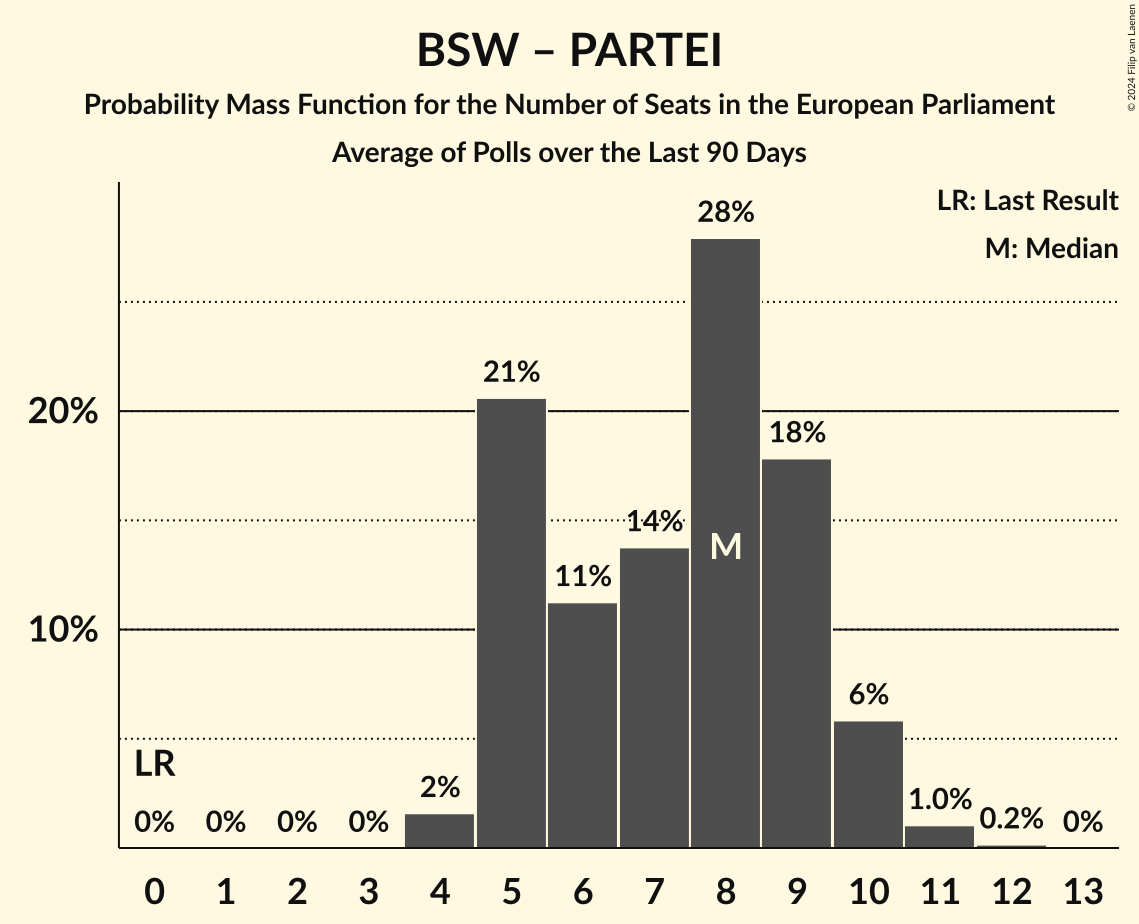 BSW – PARTEI
Probability Mass Function for the Number of Seats in the European Parliament
Average of Polls over the Last 90 Days
© 2024 Filip van Laenen
LR: Last Result
M: Median
28%
21%
20%
18%
14%
M
11%
10%
6%
LR
2%
1.0%
0.2%
0% 0% 0% 0% 0%
0 1 2 3 4 5 6 7 8 9 10 11 12 13